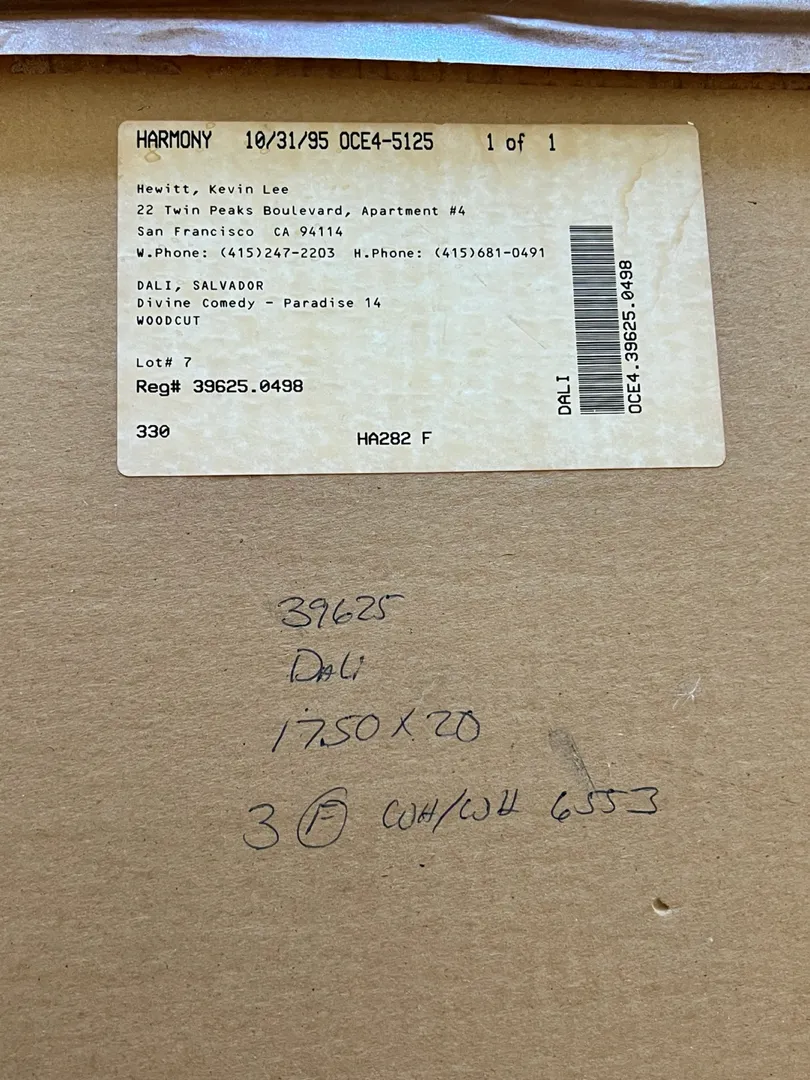 HARMONY 10/31/95 OCE4-5125 1 of 1
Hewitt, Kevin Lee
22 Twin Peaks Boulevard, Apartment #4
San Francisco CA 94114
W.Phone: (415)247-2203 H.Phone: (415)681-0491
DALI, SALVADOR
Divine Comedy - Paradise 14
WOODCUT
Lot# 7
Reg# 39625.0498
330
HA282 F
DALI
OCE4.39625.0498
39625
DALI
17.50 X 20
3 F WH/WH 6553